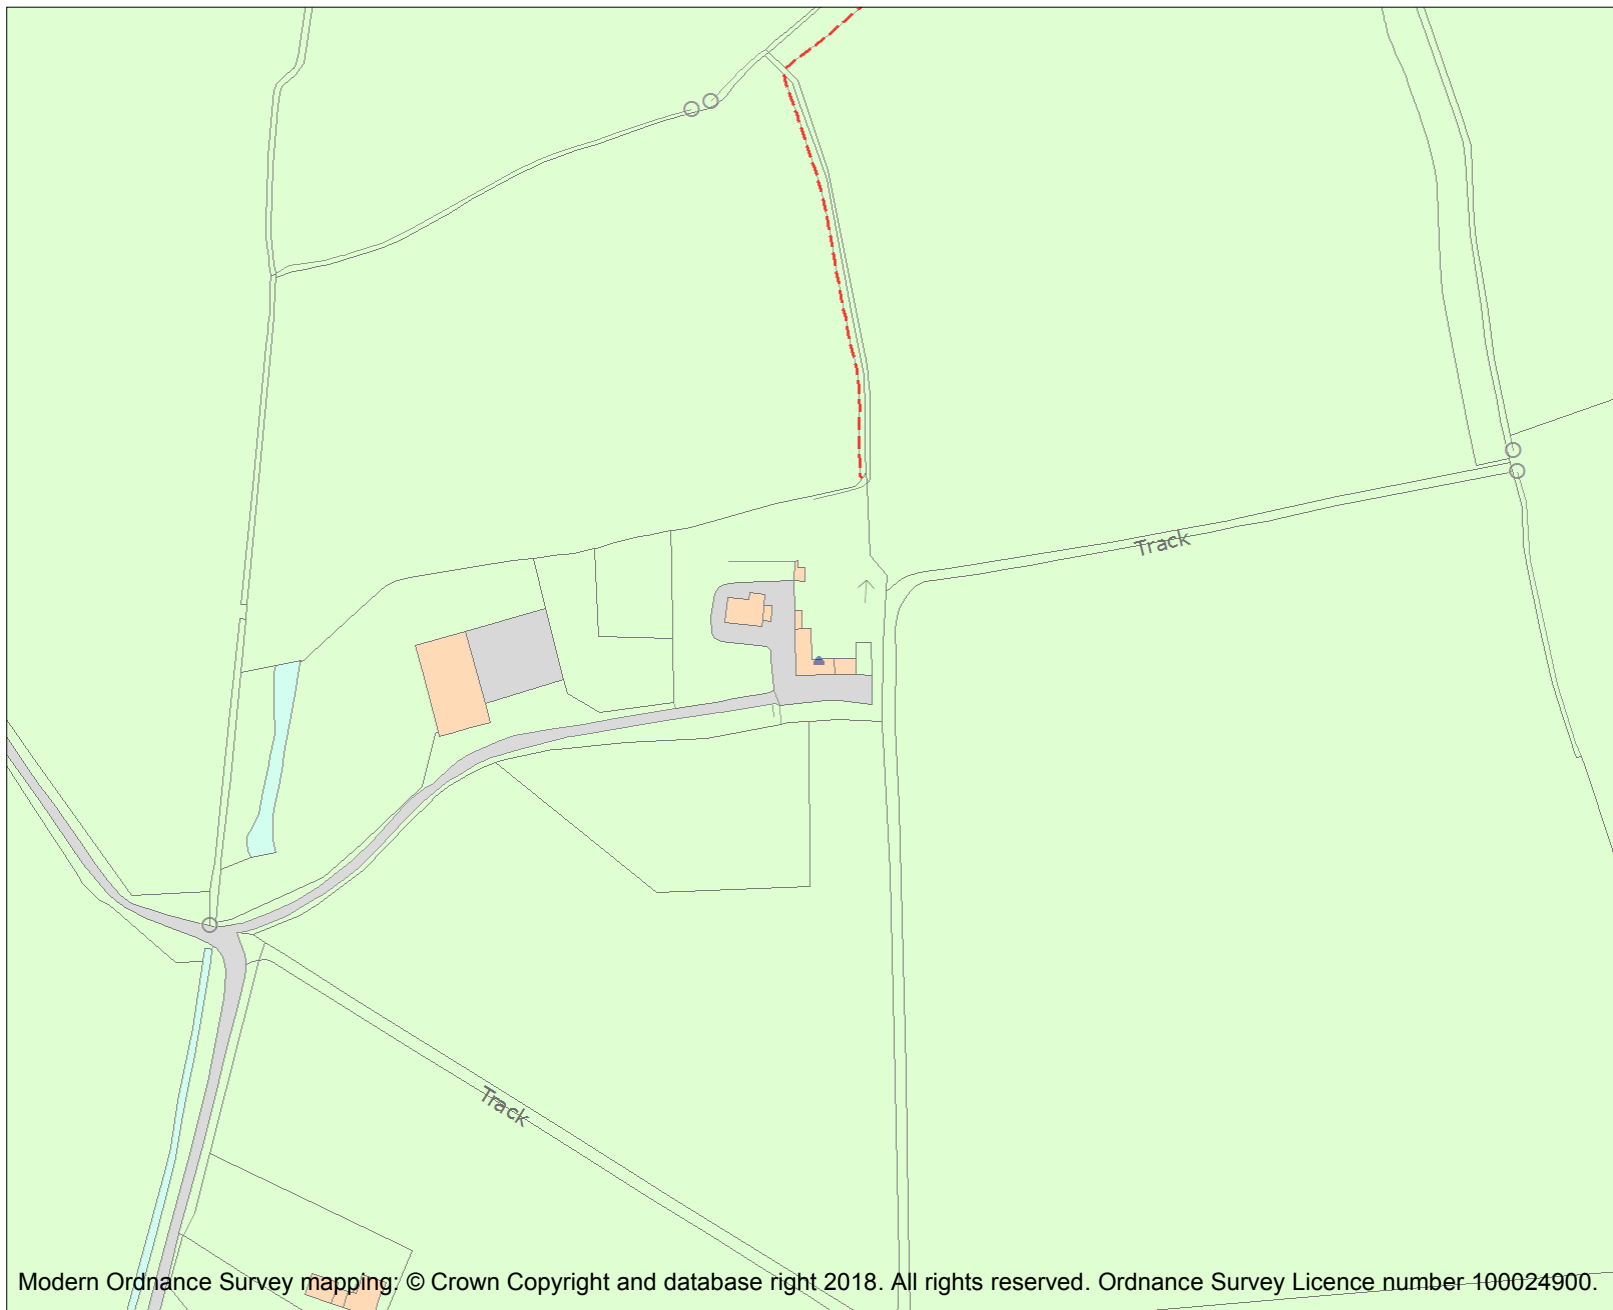 Track
Track
Modern Ordnance Survey mapping: © Crown Copyright and database right 2018. All rights reserved. Ordnance Survey Licence number 100024900.